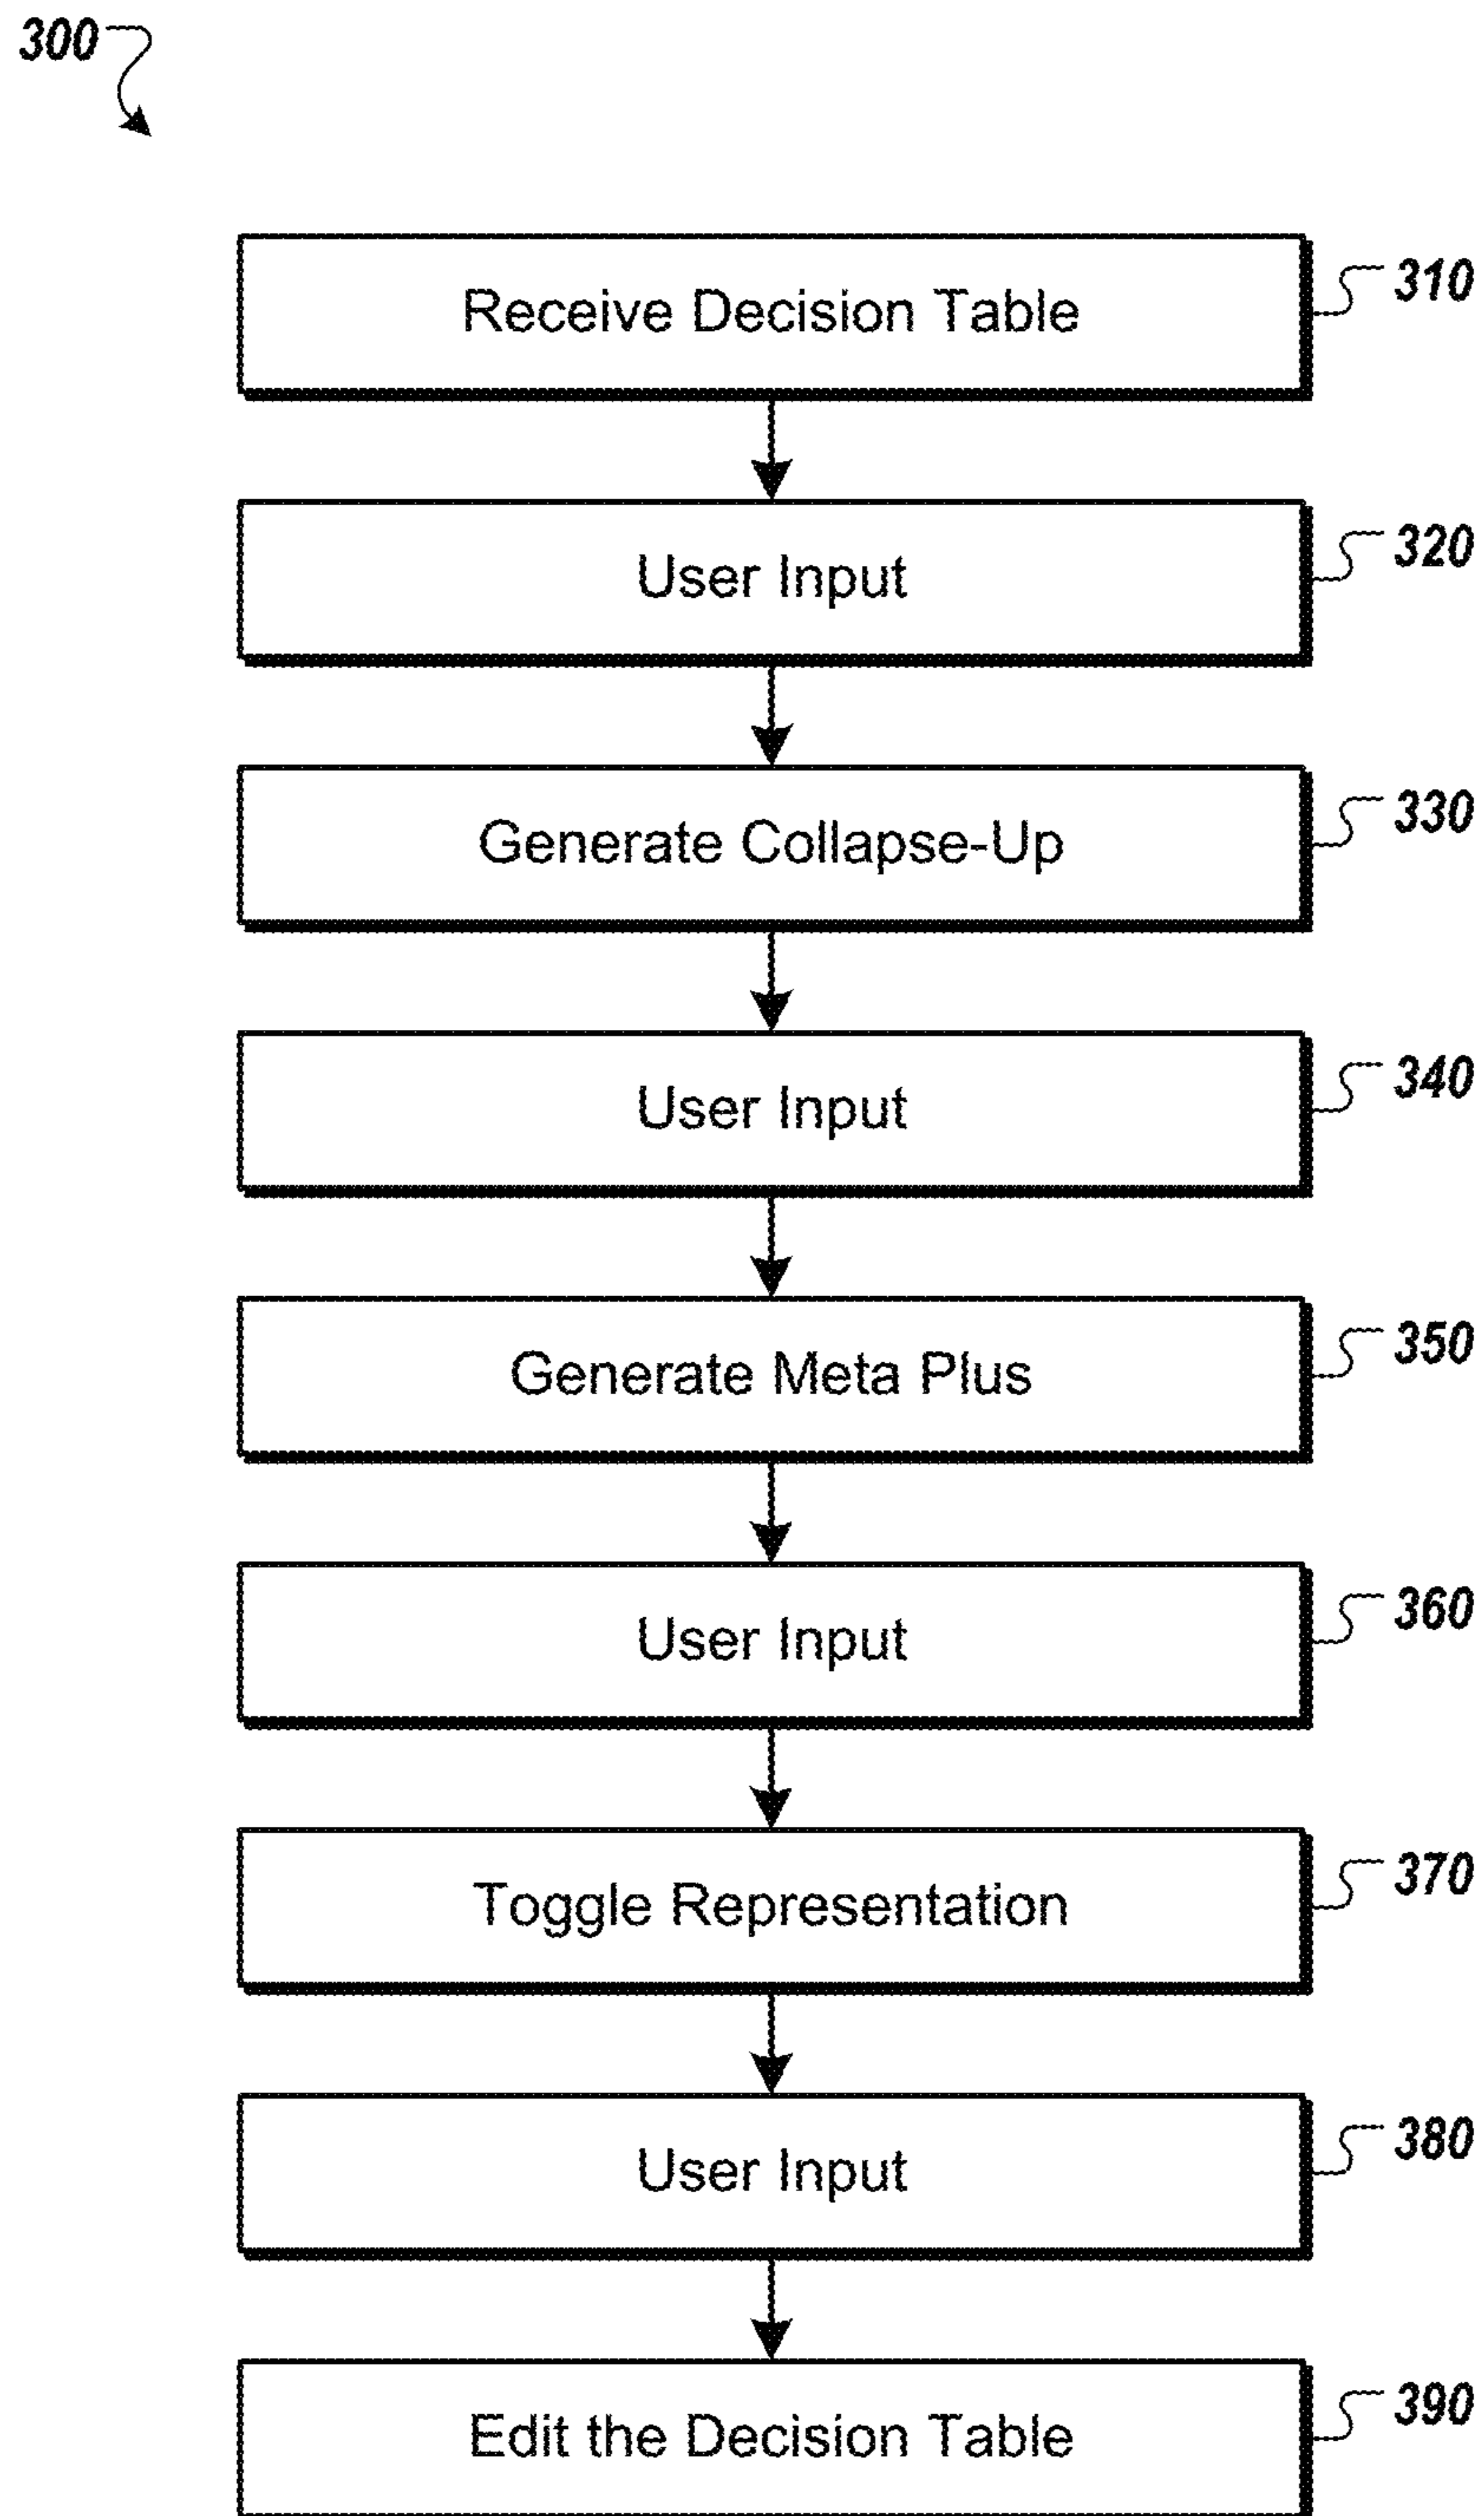 300
Receive Decision Table
310
User Input
320
Generate Collapse-Up
330
User Input
340
Generate Meta Plus
350
User Input
360
Toggle Representation
370
User Input
380
Edit the Decision Table
390